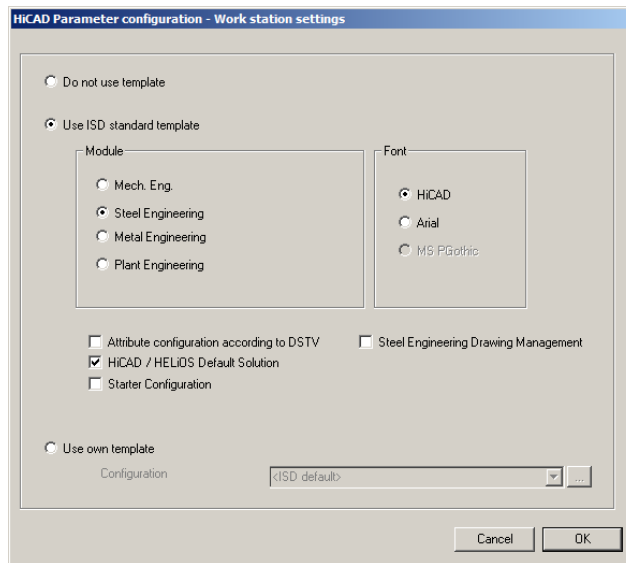 HiCAD Parameter configuration - Work station settings
Do not use template
Use ISD standard template
Module
Font
Mech. Eng.
Steel Engineering
Metal Engineering
Plant Engineering
HiCAD
Arial
MS PGothic
Attribute configuration according to DSTV
Steel Engineering Drawing Management
HiCAD / HELiOS Default Solution
Starter Configuration
Use own template
Configuration
<ISD default>
...
Cancel
OK